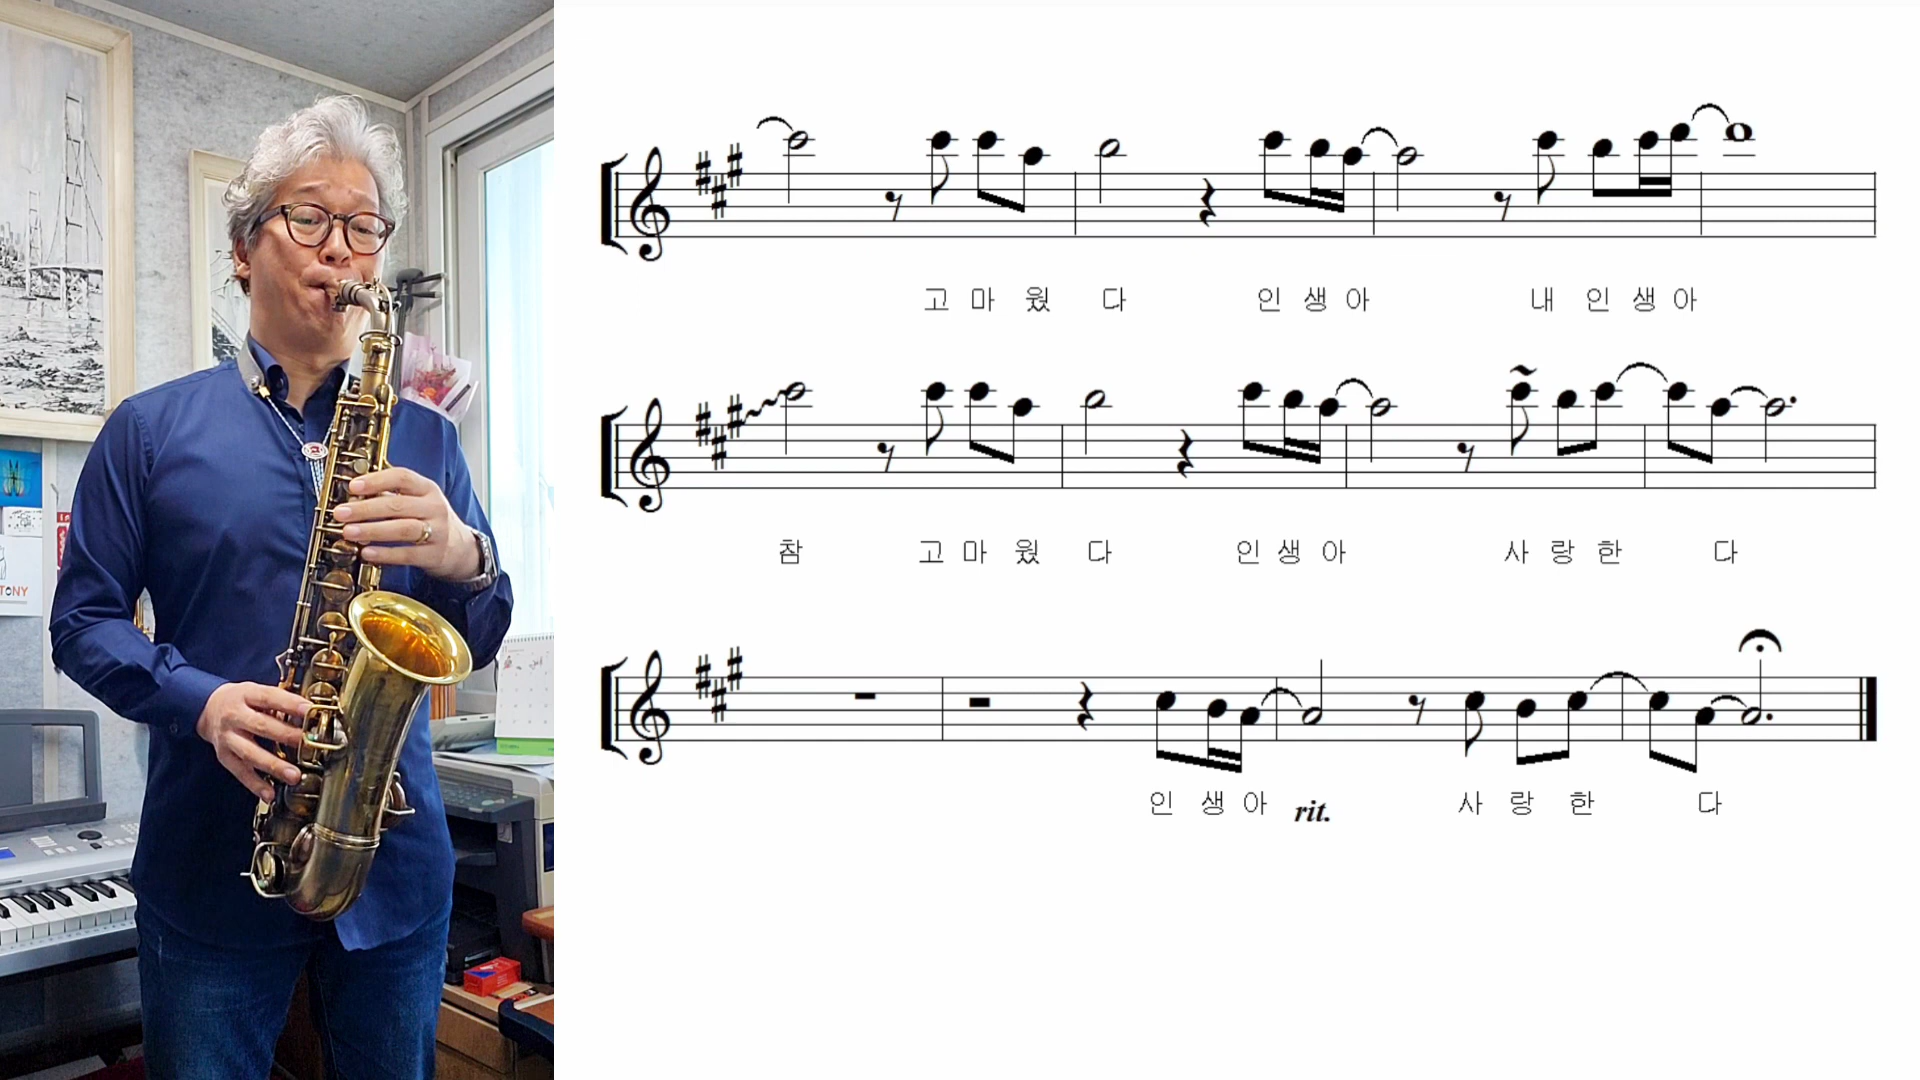 고 마 웠 다 인 생 아 내 인 생 아
참 고 마 웠 다 인 생 아 사 랑 한 다
인 생 아 rit. 사 랑 한 다
TONY